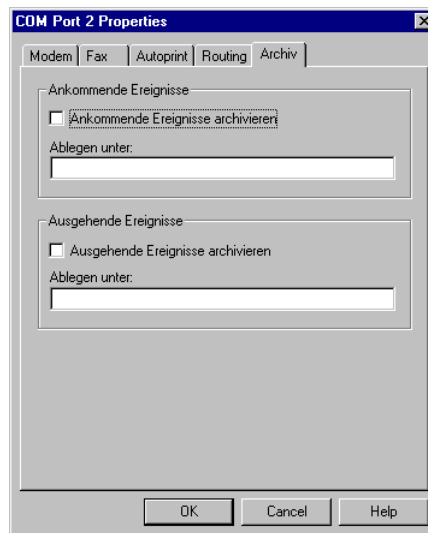 COM Port 2 Properties
Modem Fax Autoprint Routing Archiv
Ankommende Ereignisse
Ankommende Ereignisse archivieren
Ablegen unter:
Ausgehende Ereignisse
Ausgehende Ereignisse archivieren
Ablegen unter:
OK Cancel Help